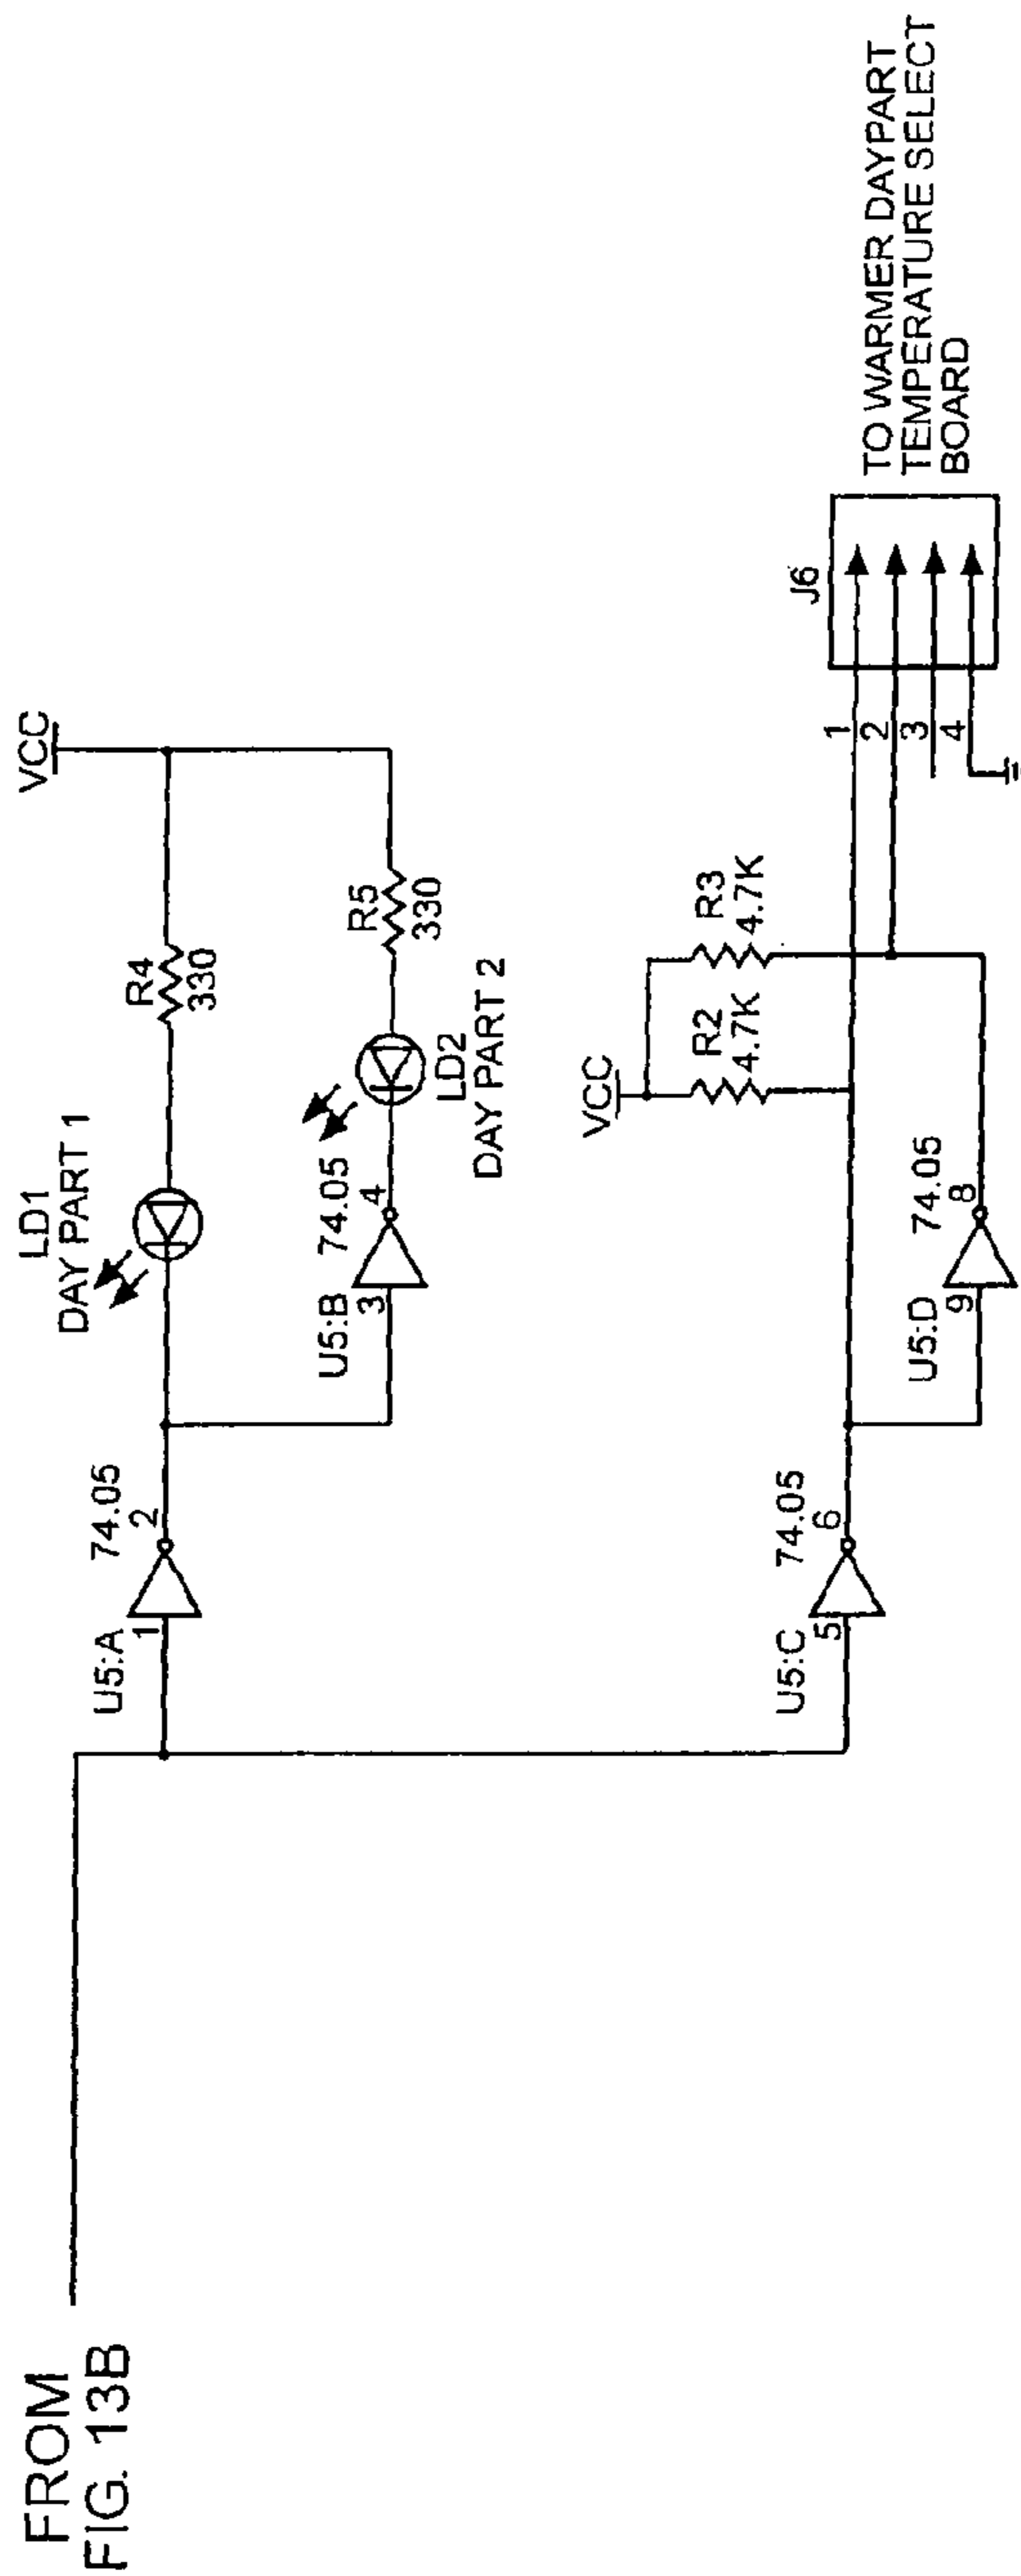 FROM
FIG. 13B
U5:A
1
74.05
2
LD1
DAY PART 1
R4
330
VCC
U5:B
3
74.05
4
LD2
DAY PART 2
R5
330
U5:C
5
74.05
6
VCC
R2
4.7K
R3
4.7K
U5:D
9
74.05
8
1
2
3
4
J6
TO WARMER DAYPART
TEMPERATURE SELECT
BOARD